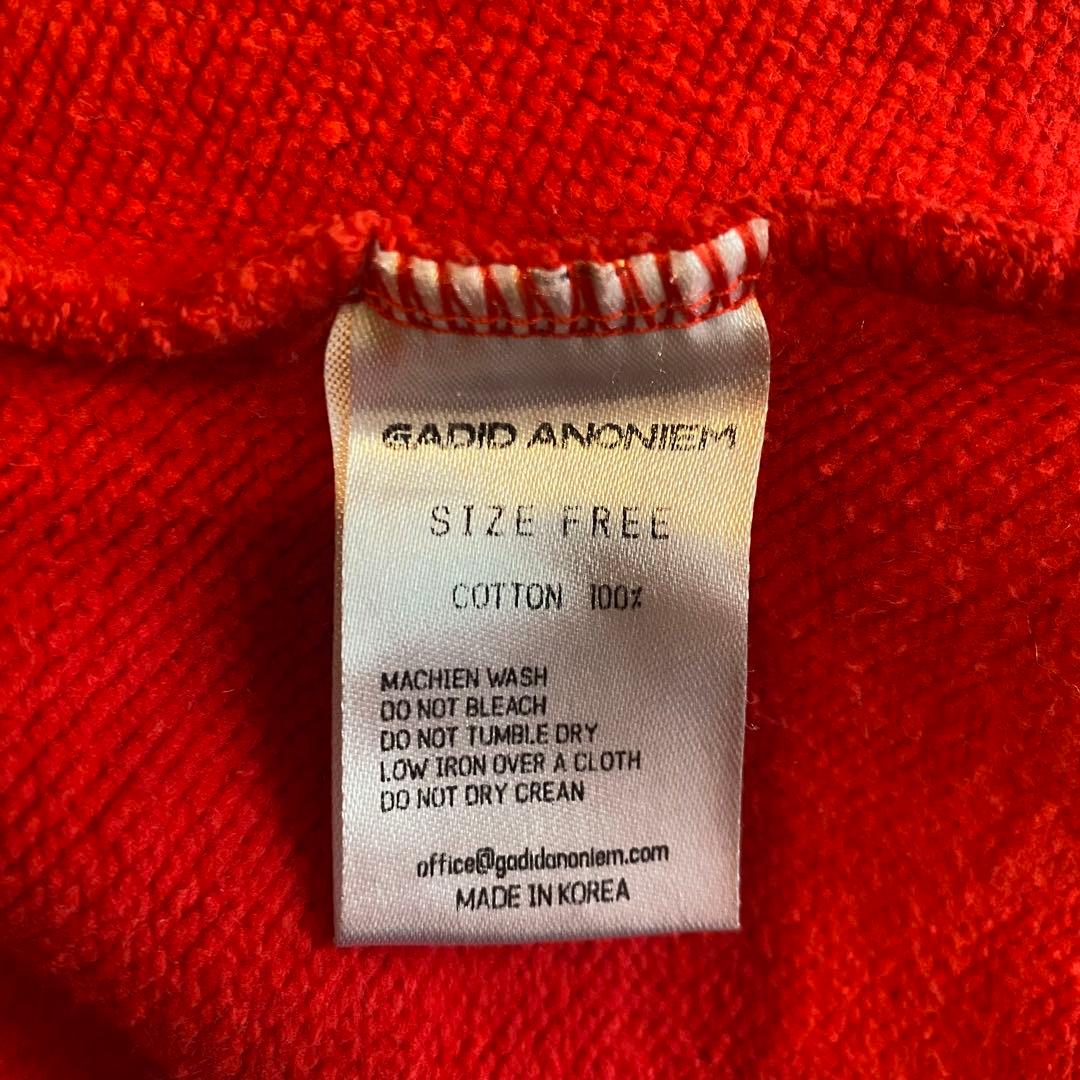 GADID ANONIEM
SIZE FREE
COTTON 100%
MACHIEN WASH
DO NOT BLEACH
DO NOT TUMBLE DRY
LOW IRON OVER A CLOTH
DO NOT DRY CREAN
office@gadidanoniem.com
MADE IN KOREA